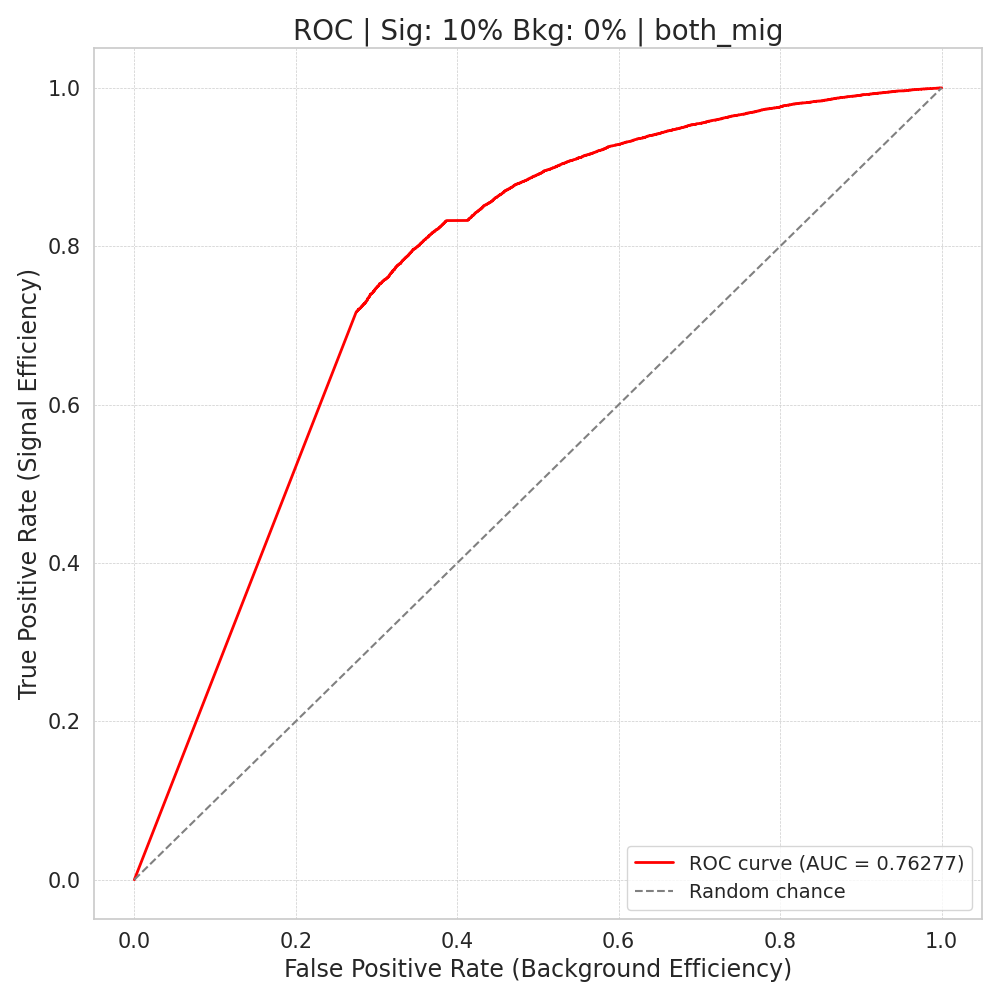 ROC | Sig: 10% Bkg: 0% | both_mig
True Positive Rate (Signal Efficiency)
1.0
0.8
0.6
0.4
0.2
0.0
ROC curve (AUC = 0.76277)
Random chance
0.0 0.2 0.4 0.6 0.8 1.0
False Positive Rate (Background Efficiency)